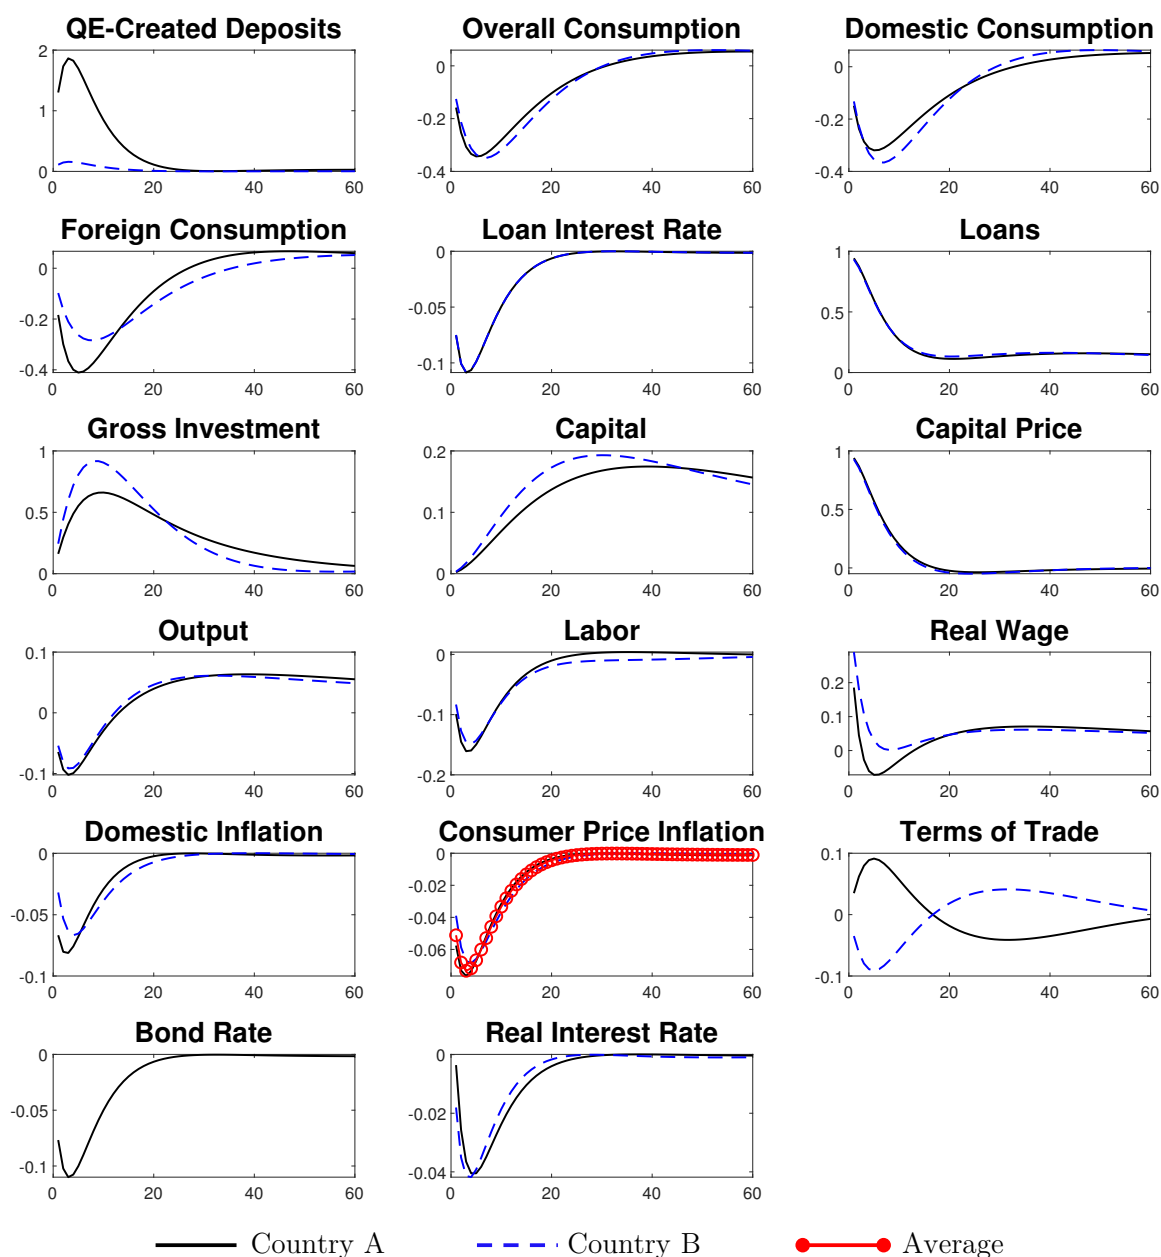 QE-Created Deposits Overall Consumption Domestic Consumption
2
1
0
0 20 40 60
0
-0.2
-0.4
0 20 40 60
0
-0.2
-0.4
0 20 40 60
Foreign Consumption Loan Interest Rate Loans
0
-0.2
-0.4
0 20 40 60
0
-0.05
-0.1
0 20 40 60
1
0.5
0
0 20 40 60
Gross Investment Capital Capital Price
1
0.5
0
0 20 40 60
0.2
0.1
0
0 20 40 60
1
0.5
0
0 20 40 60
Output Labor Real Wage
0.1
0
-0.1
0 20 40 60
0
-0.1
-0.2
0 20 40 60
0.2
0.1
0
0 20 40 60
Domestic Inflation Consumer Price Inflation Terms of Trade
0
-0.05
-0.1
0 20 40 60
0
-0.02
-0.04
-0.06
0 20 40 60
0.1
0
-0.1
0 20 40 60
Bond Rate Real Interest Rate
0
-0.05
-0.1
0 20 40 60
0
-0.02
-0.04
0 20 40 60
Country A Country B Average